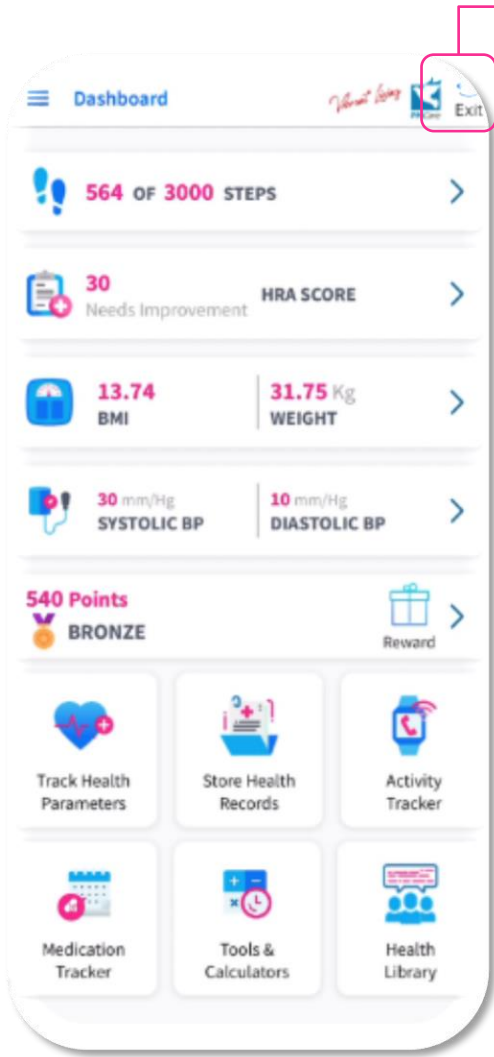 Dashboard
Vibrant living
Exit
564 OF 3000 STEPS
30
Needs Improvement
HRA SCORE
13.74
BMI
31.75 Kg
WEIGHT
30 mm/Hg
SYSTOLIC BP
10 mm/Hg
DIASTOLIC BP
540 Points
BRONZE
Reward
Track Health
Parameters
Store Health
Records
Activity
Tracker
Medication
Tracker
Tools &
Calculators
Health
Library